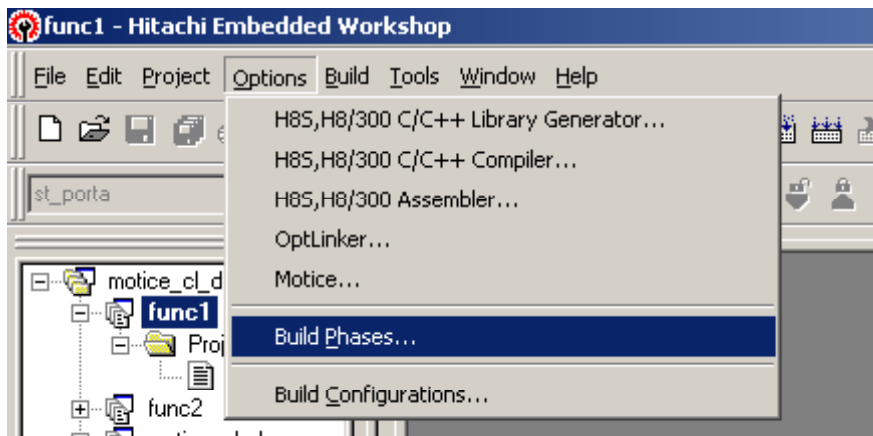 func1 - Hitachi Embedded Workshop
File Edit Project Options Build Tools Window Help
H8S,H8/300 C/C++ Library Generator...
H8S,H8/300 C/C++ Compiler...
st_porta
H8S,H8/300 Assembler...
OptLinker...
motice_cl_d
Motice...
func1
Build Phases...
Proj
Build Configurations...
func2